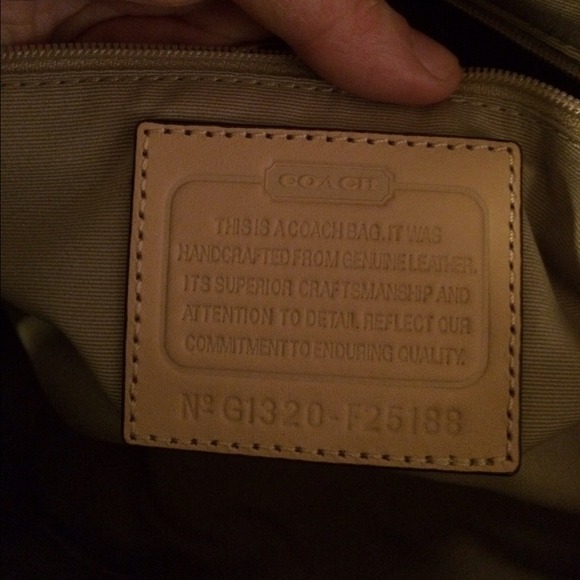 COACH
THIS IS A COACH BAG. IT WAS
HANDCRAFTED FROM GENUINE LEATHER.
ITS SUPERIOR CRAFTSMANSHIP AND
ATTENTION TO DETAIL REFLECT OUR
COMMITMENT TO ENDURING QUALITY.
Nº G1320-F25188